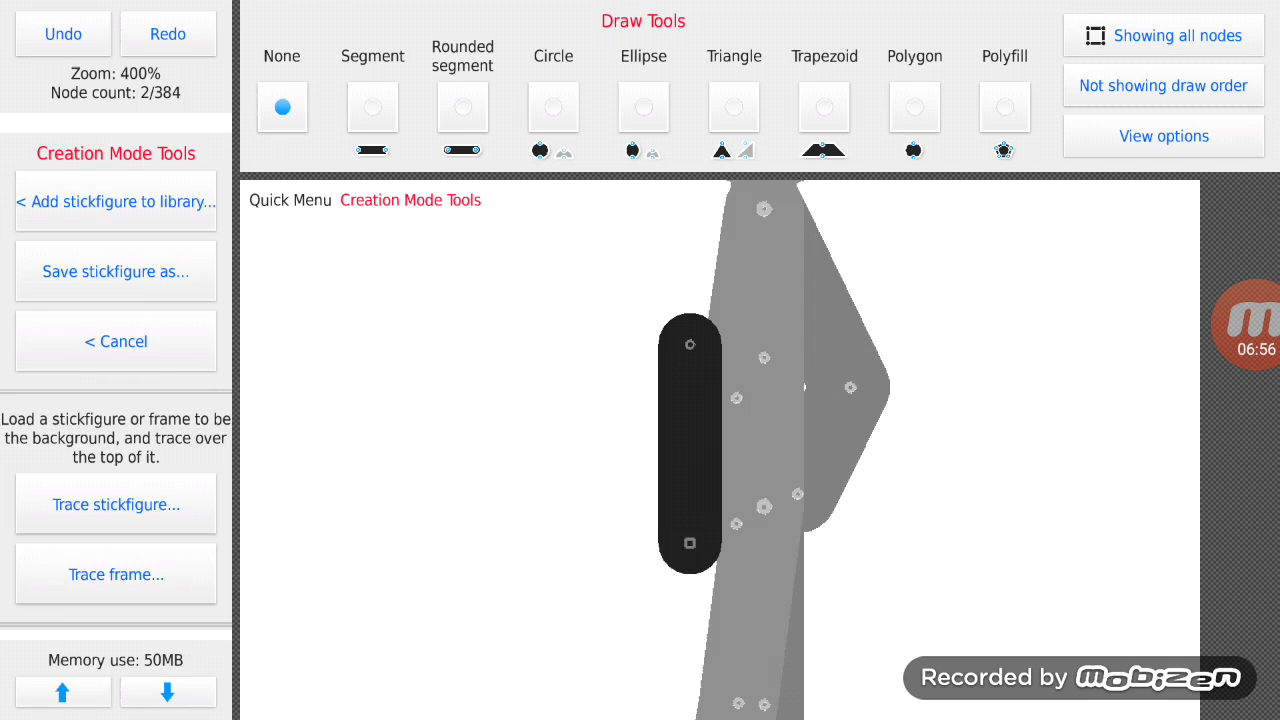 Undo
Redo
Zoom: 400%
Node count: 2/384
Creation Mode Tools
< Add stickfigure to library...
Save stickfigure as...
< Cancel
Load a stickfigure or frame to be
the background, and trace over
the top of it.
Trace stickfigure...
Trace frame...
Memory use: 50MB
Draw Tools
None
Segment
Rounded
segment
Circle
Ellipse
Triangle
Trapezoid
Polygon
Polyfill
Showing all nodes
Not showing draw order
View options
Quick Menu Creation Mode Tools
06:56
Recorded by mobizen